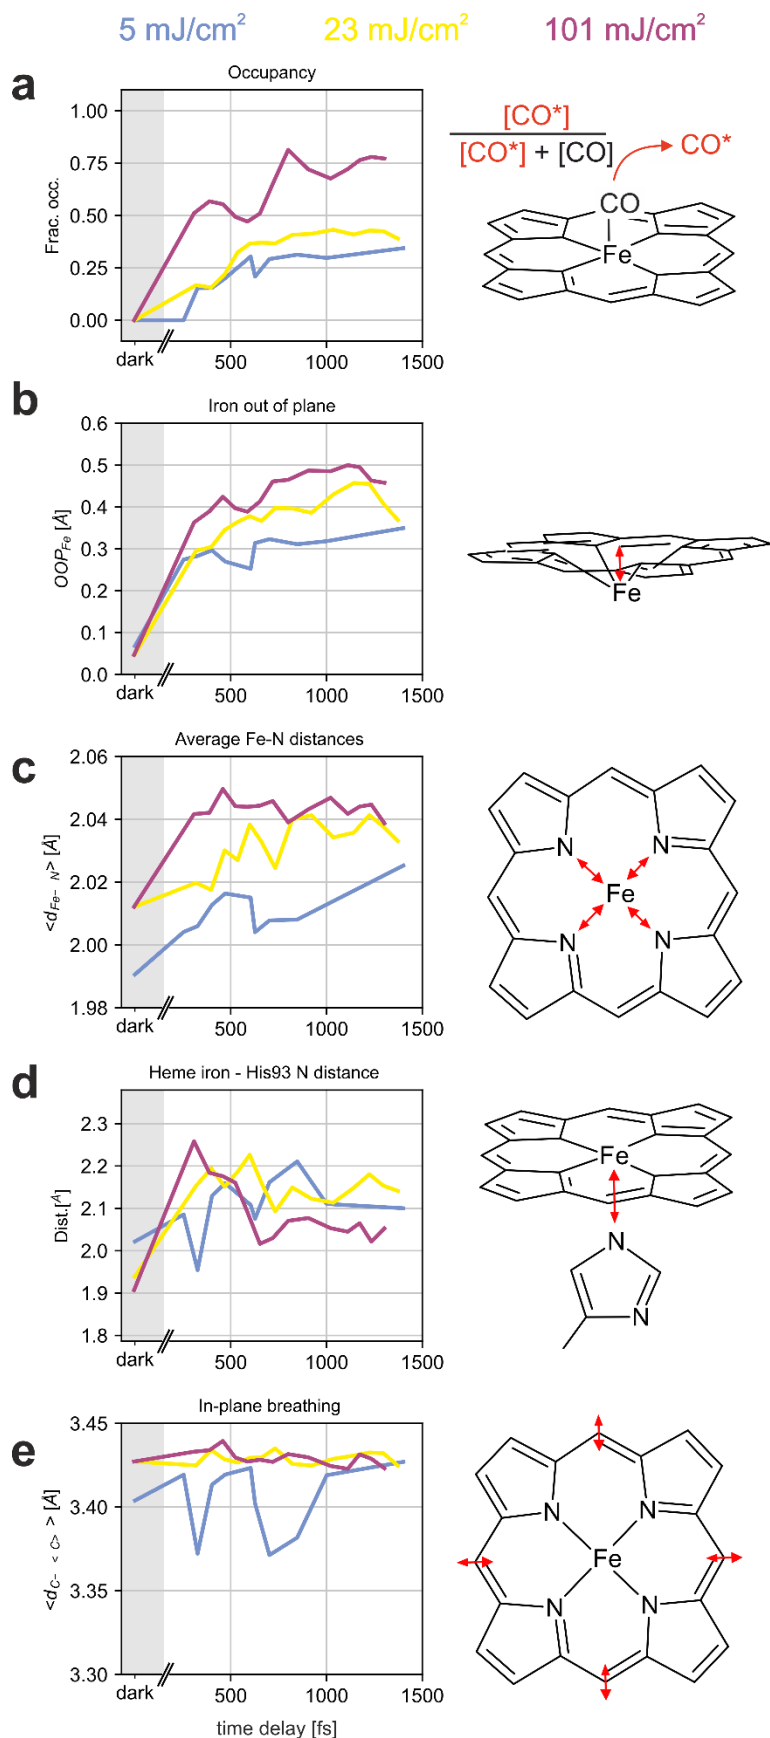 5 mJ/cm² 23 mJ/cm² 101 mJ/cm²
a
Occupancy
Frac. occ.
1.00
0.75
0.50
0.25
0.00
dark 500 1000 1500
[CO*]
[CO*] + [CO]
CO*
CO
Fe
b
Iron out of plane
OOP_Fe [Å]
0.6
0.5
0.4
0.3
0.2
0.1
0.0
dark 500 1000 1500
Fe
c
Average Fe-N distances
<d_Fe- N> [Å]
2.06
2.04
2.02
2.00
1.98
dark 500 1000 1500
N N
Fe
N N
d
Heme iron - His93 N distance
Dist.[Å]
2.3
2.2
2.1
2.0
1.9
1.8
dark 500 1000 1500
Fe
N
N
e
In-plane breathing
<d_C- <C> > [Å]
3.45
3.40
3.35
3.30
dark 500 1000 1500
time delay [fs]
N N
Fe
N N